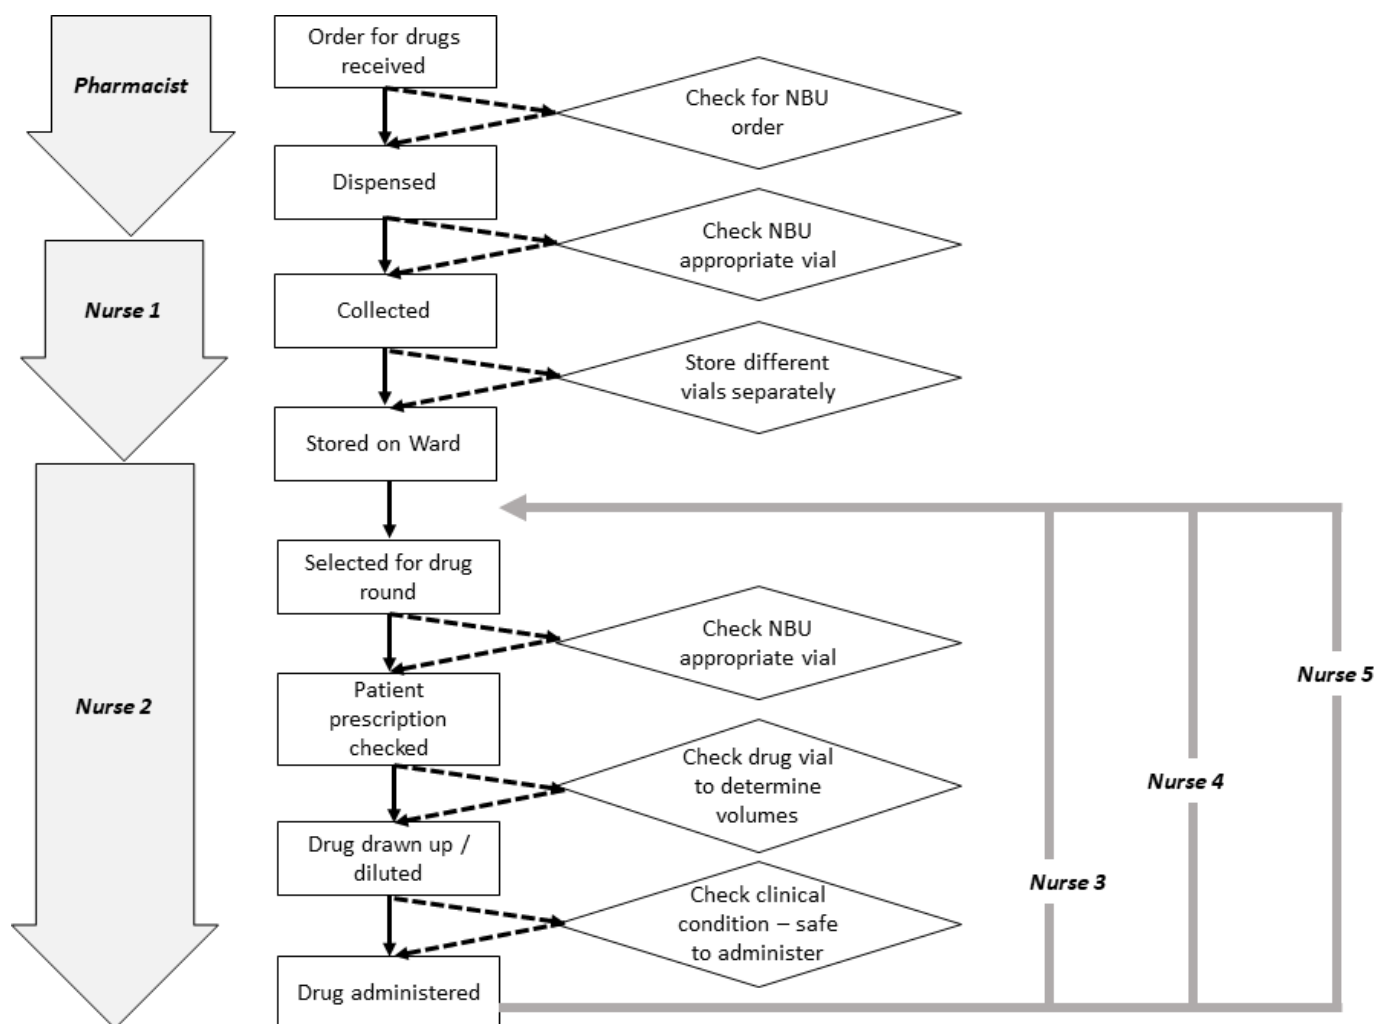 Pharmacist
Order for drugs
received
Check for NBU
order
Dispensed
Check NBU
appropriate vial
Nurse 1
Collected
Store different
vials separately
Stored on Ward
Selected for drug
round
Check NBU
appropriate vial
Nurse 2
Patient
prescription
checked
Check drug vial
to determine
volumes
Drug drawn up /
diluted
Check clinical
condition – safe
to administer
Drug administered
Nurse 3
Nurse 4
Nurse 5